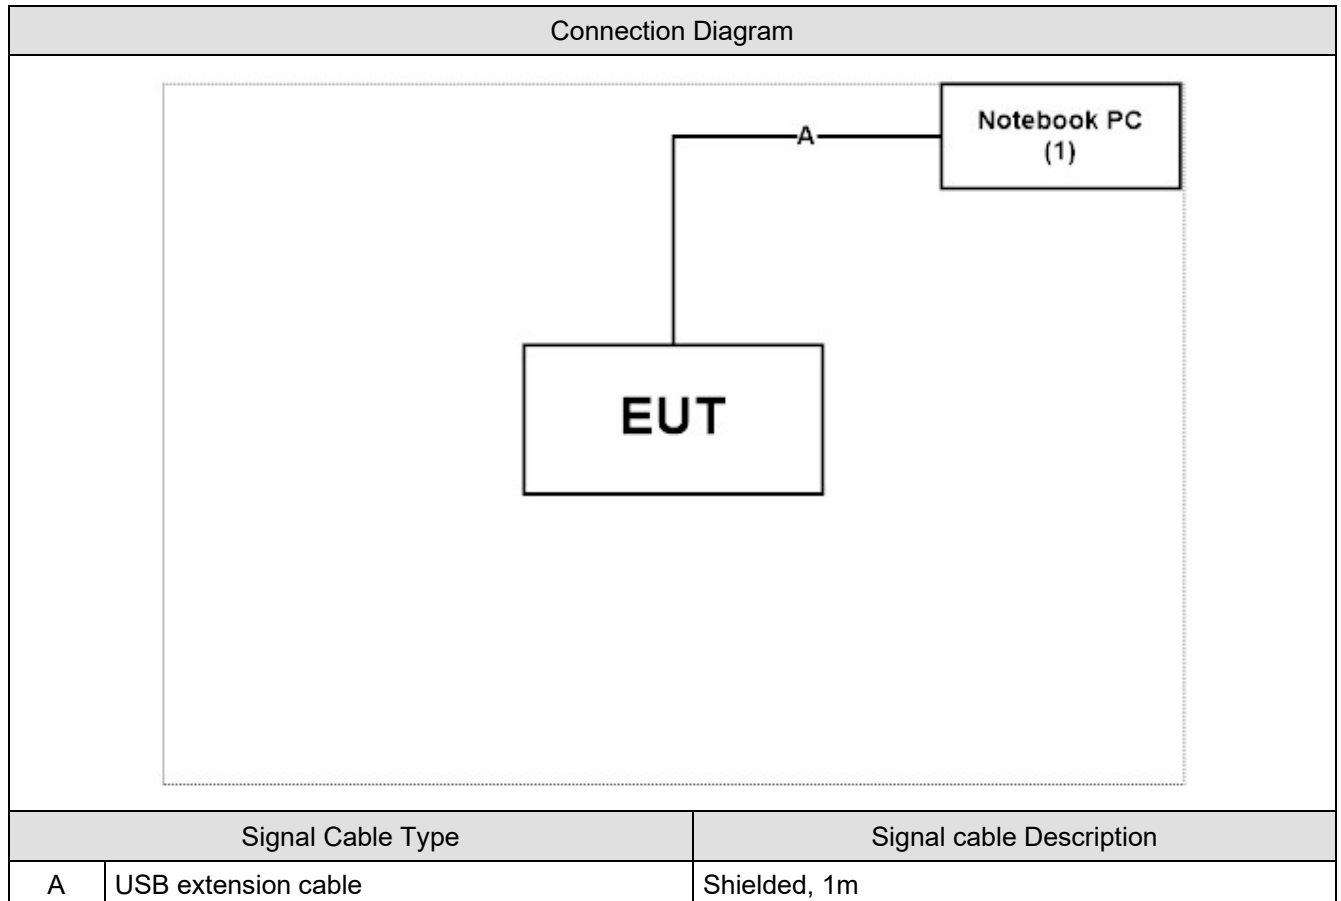 Connection Diagram
A
Notebook PC
(1)
EUT
Signal Cable Type Signal cable Description
A USB extension cable Shielded, 1m